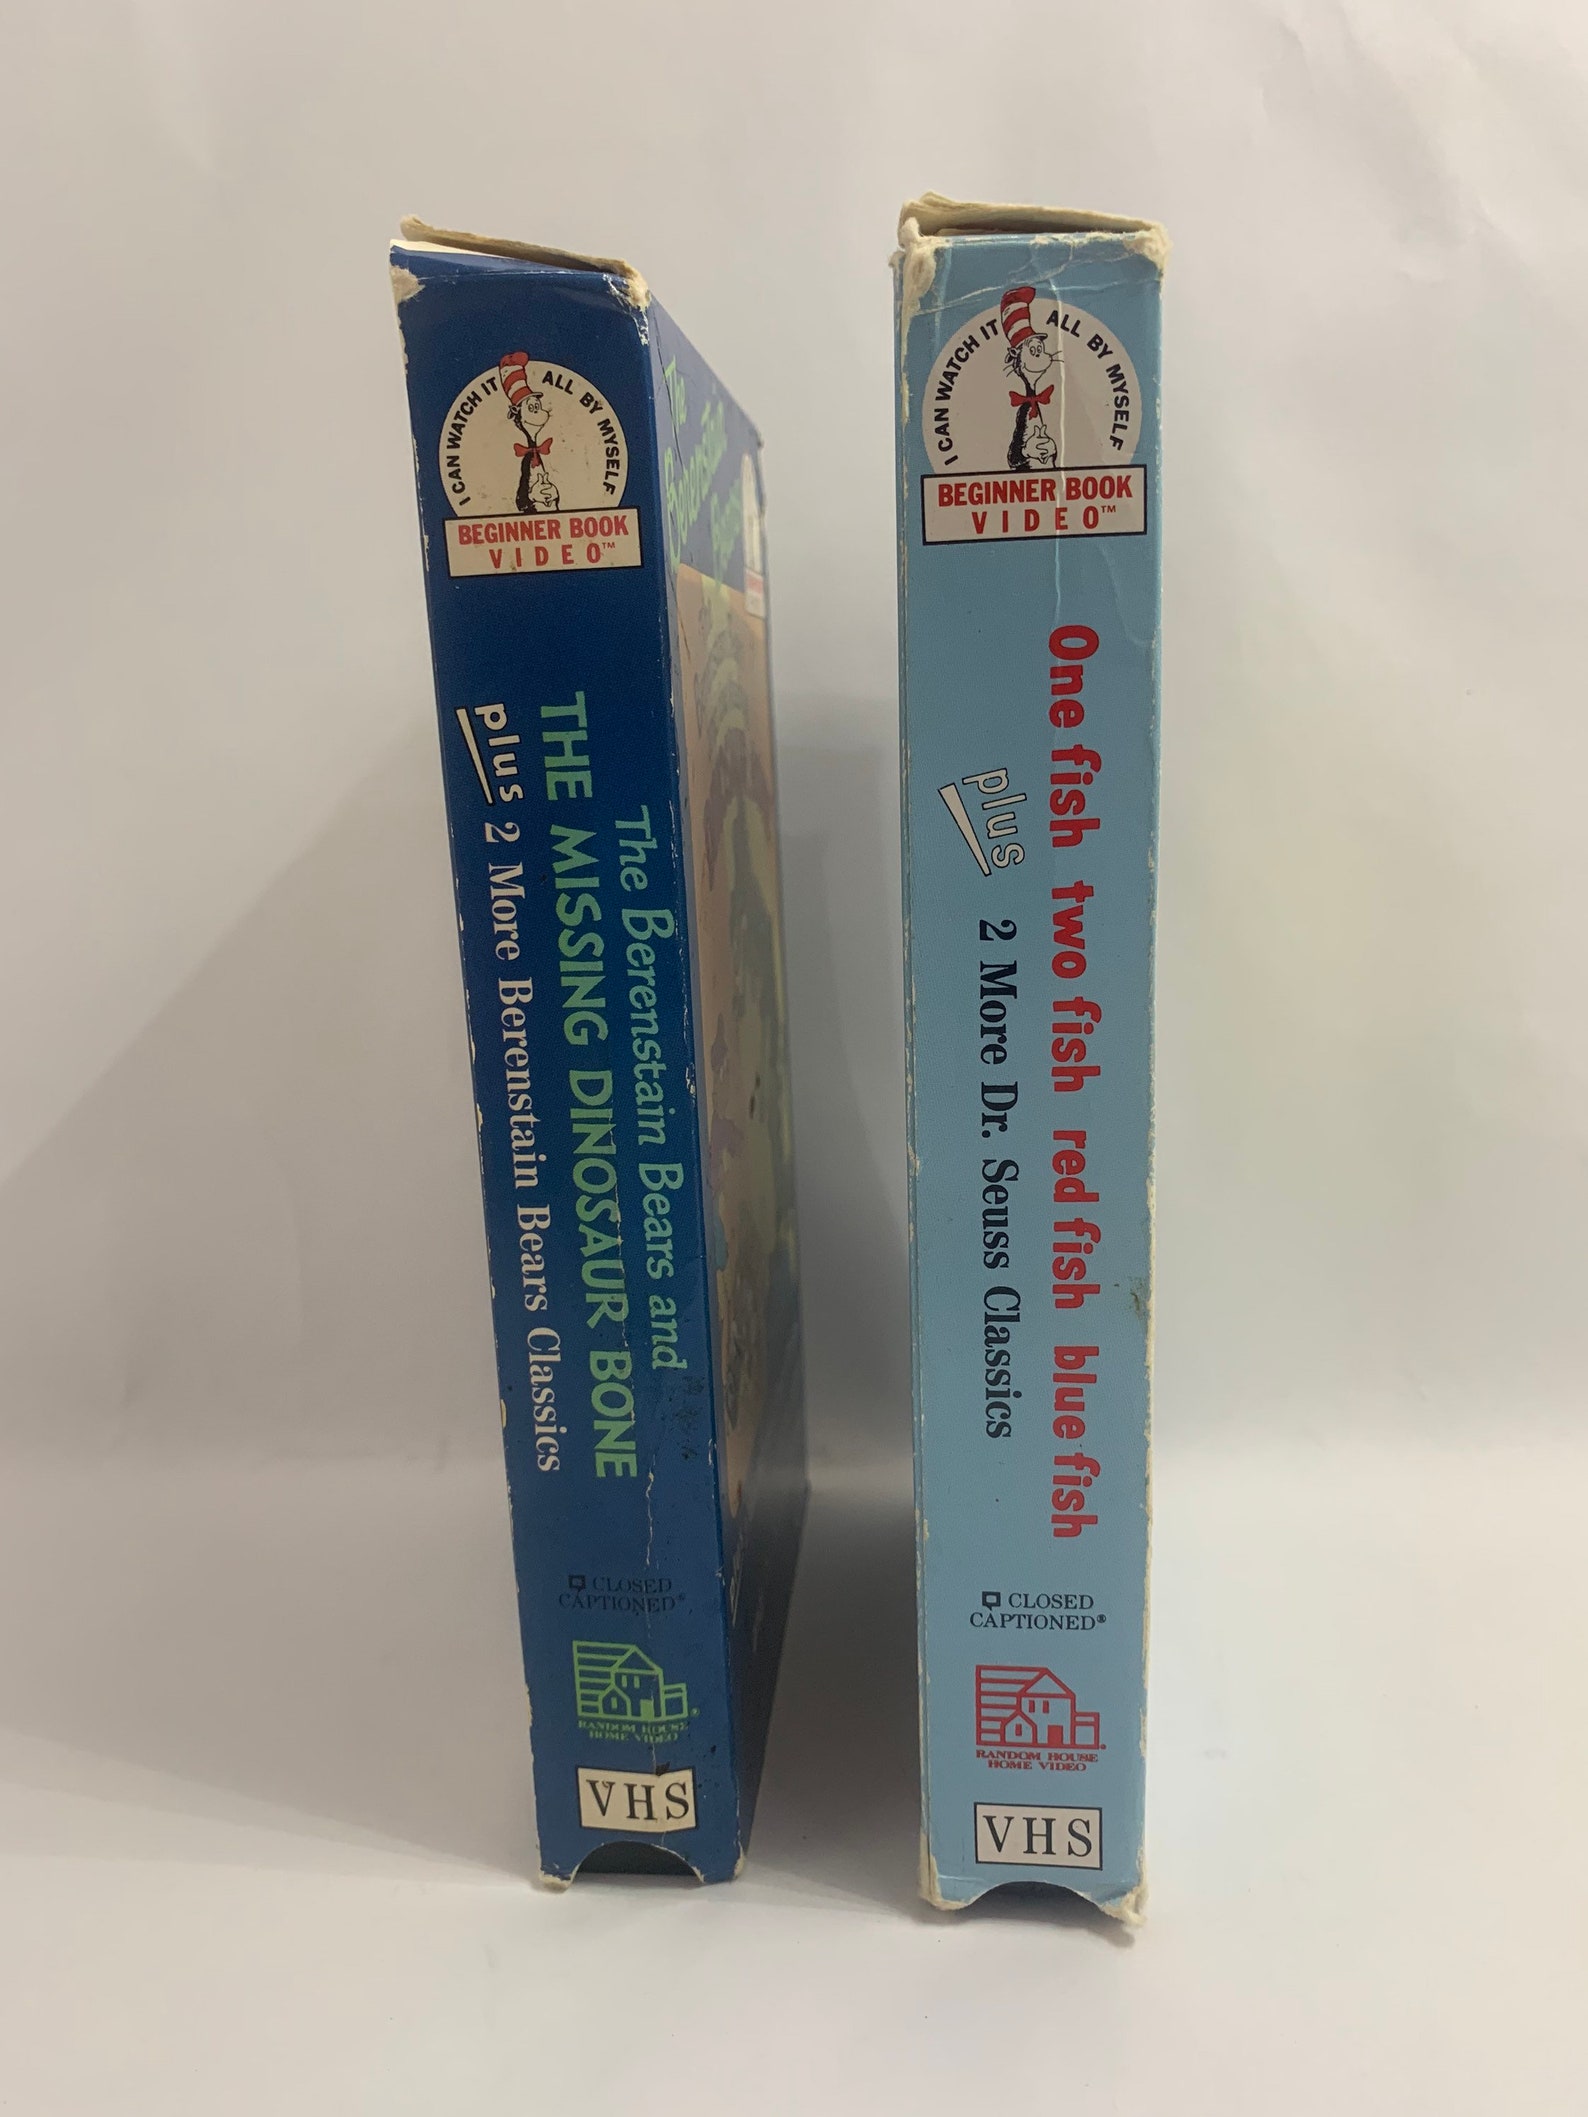 I CAN WATCH IT ALL BY MYSELF
BEGINNER BOOK
VIDEO™
The Berenstain Bears and
THE MISSING DINOSAUR BONE
plus 2 More Berenstain Bears Classics
CLOSED
CAPTIONED®
RANDOM HOUSE®
HOME VIDEO
VHS
The
Berenstain
Bears
I CAN WATCH IT ALL BY MYSELF
BEGINNER BOOK
VIDEO™
One fish two fish red fish blue fish
plus 2 More Dr. Seuss Classics
CLOSED
CAPTIONED®
RANDOM HOUSE®
HOME VIDEO
VHS